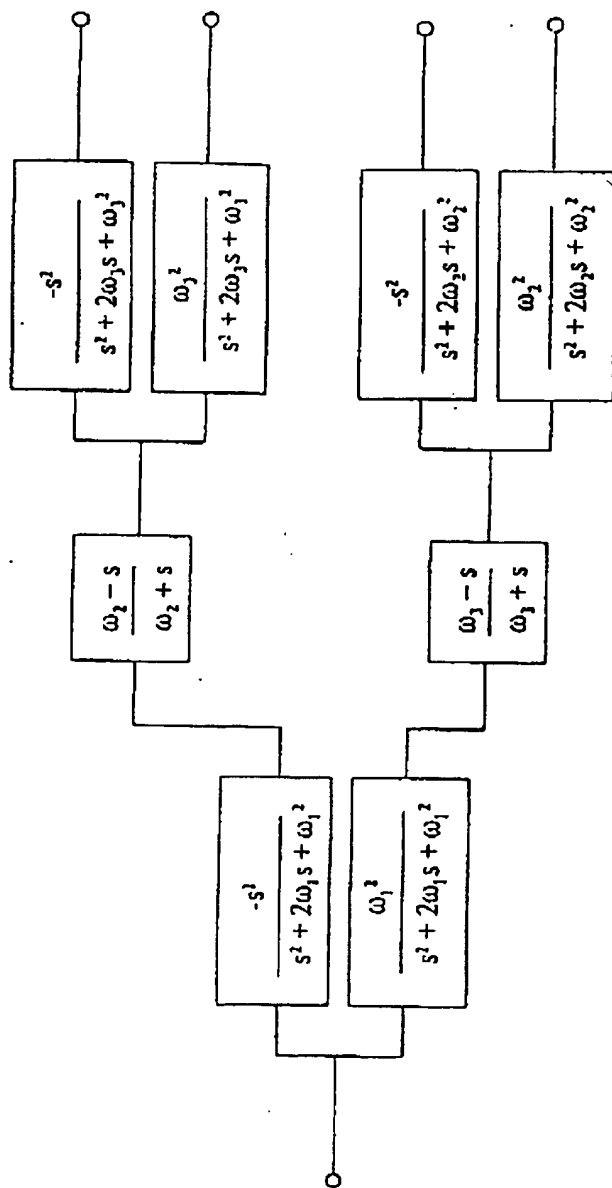 -s²
s² + 2ω₃s + ω₃²
ω₃²
s² + 2ω₃s + ω₃²
ω₂ – s
ω₂ + s
-s²
s² + 2ω₁s + ω₁²
ω₁²
s² + 2ω₁s + ω₁²
ω₃ – s
ω₃ + s
-s²
s² + 2ω₂s + ω₂²
ω₂²
s² + 2ω₂s + ω₂²